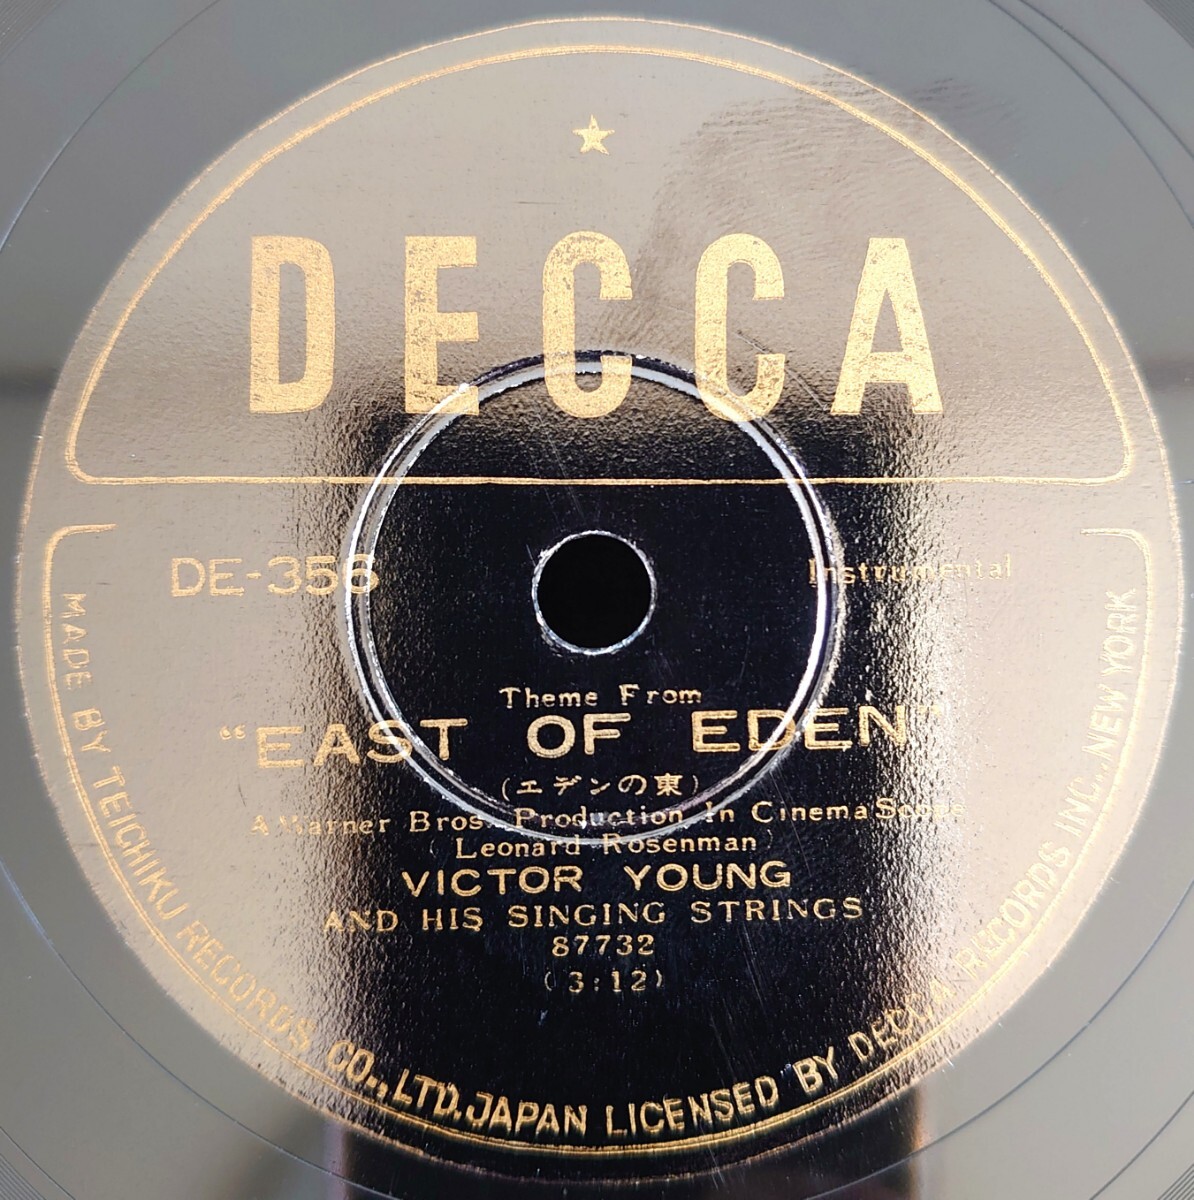 DECCA
DE-356
Instrumental
Theme From
"EAST OF EDEN"
(エデンの東)
A Warner Bros. Production In CinemaScope
(Leonard Rosenman)
VICTOR YOUNG
AND HIS SINGING STRINGS
87732
(3:12)
MADE BY TEICHIKU RECORDS CO., LTD. JAPAN LICENSED BY DECCA RECORDS INC., NEW YORK